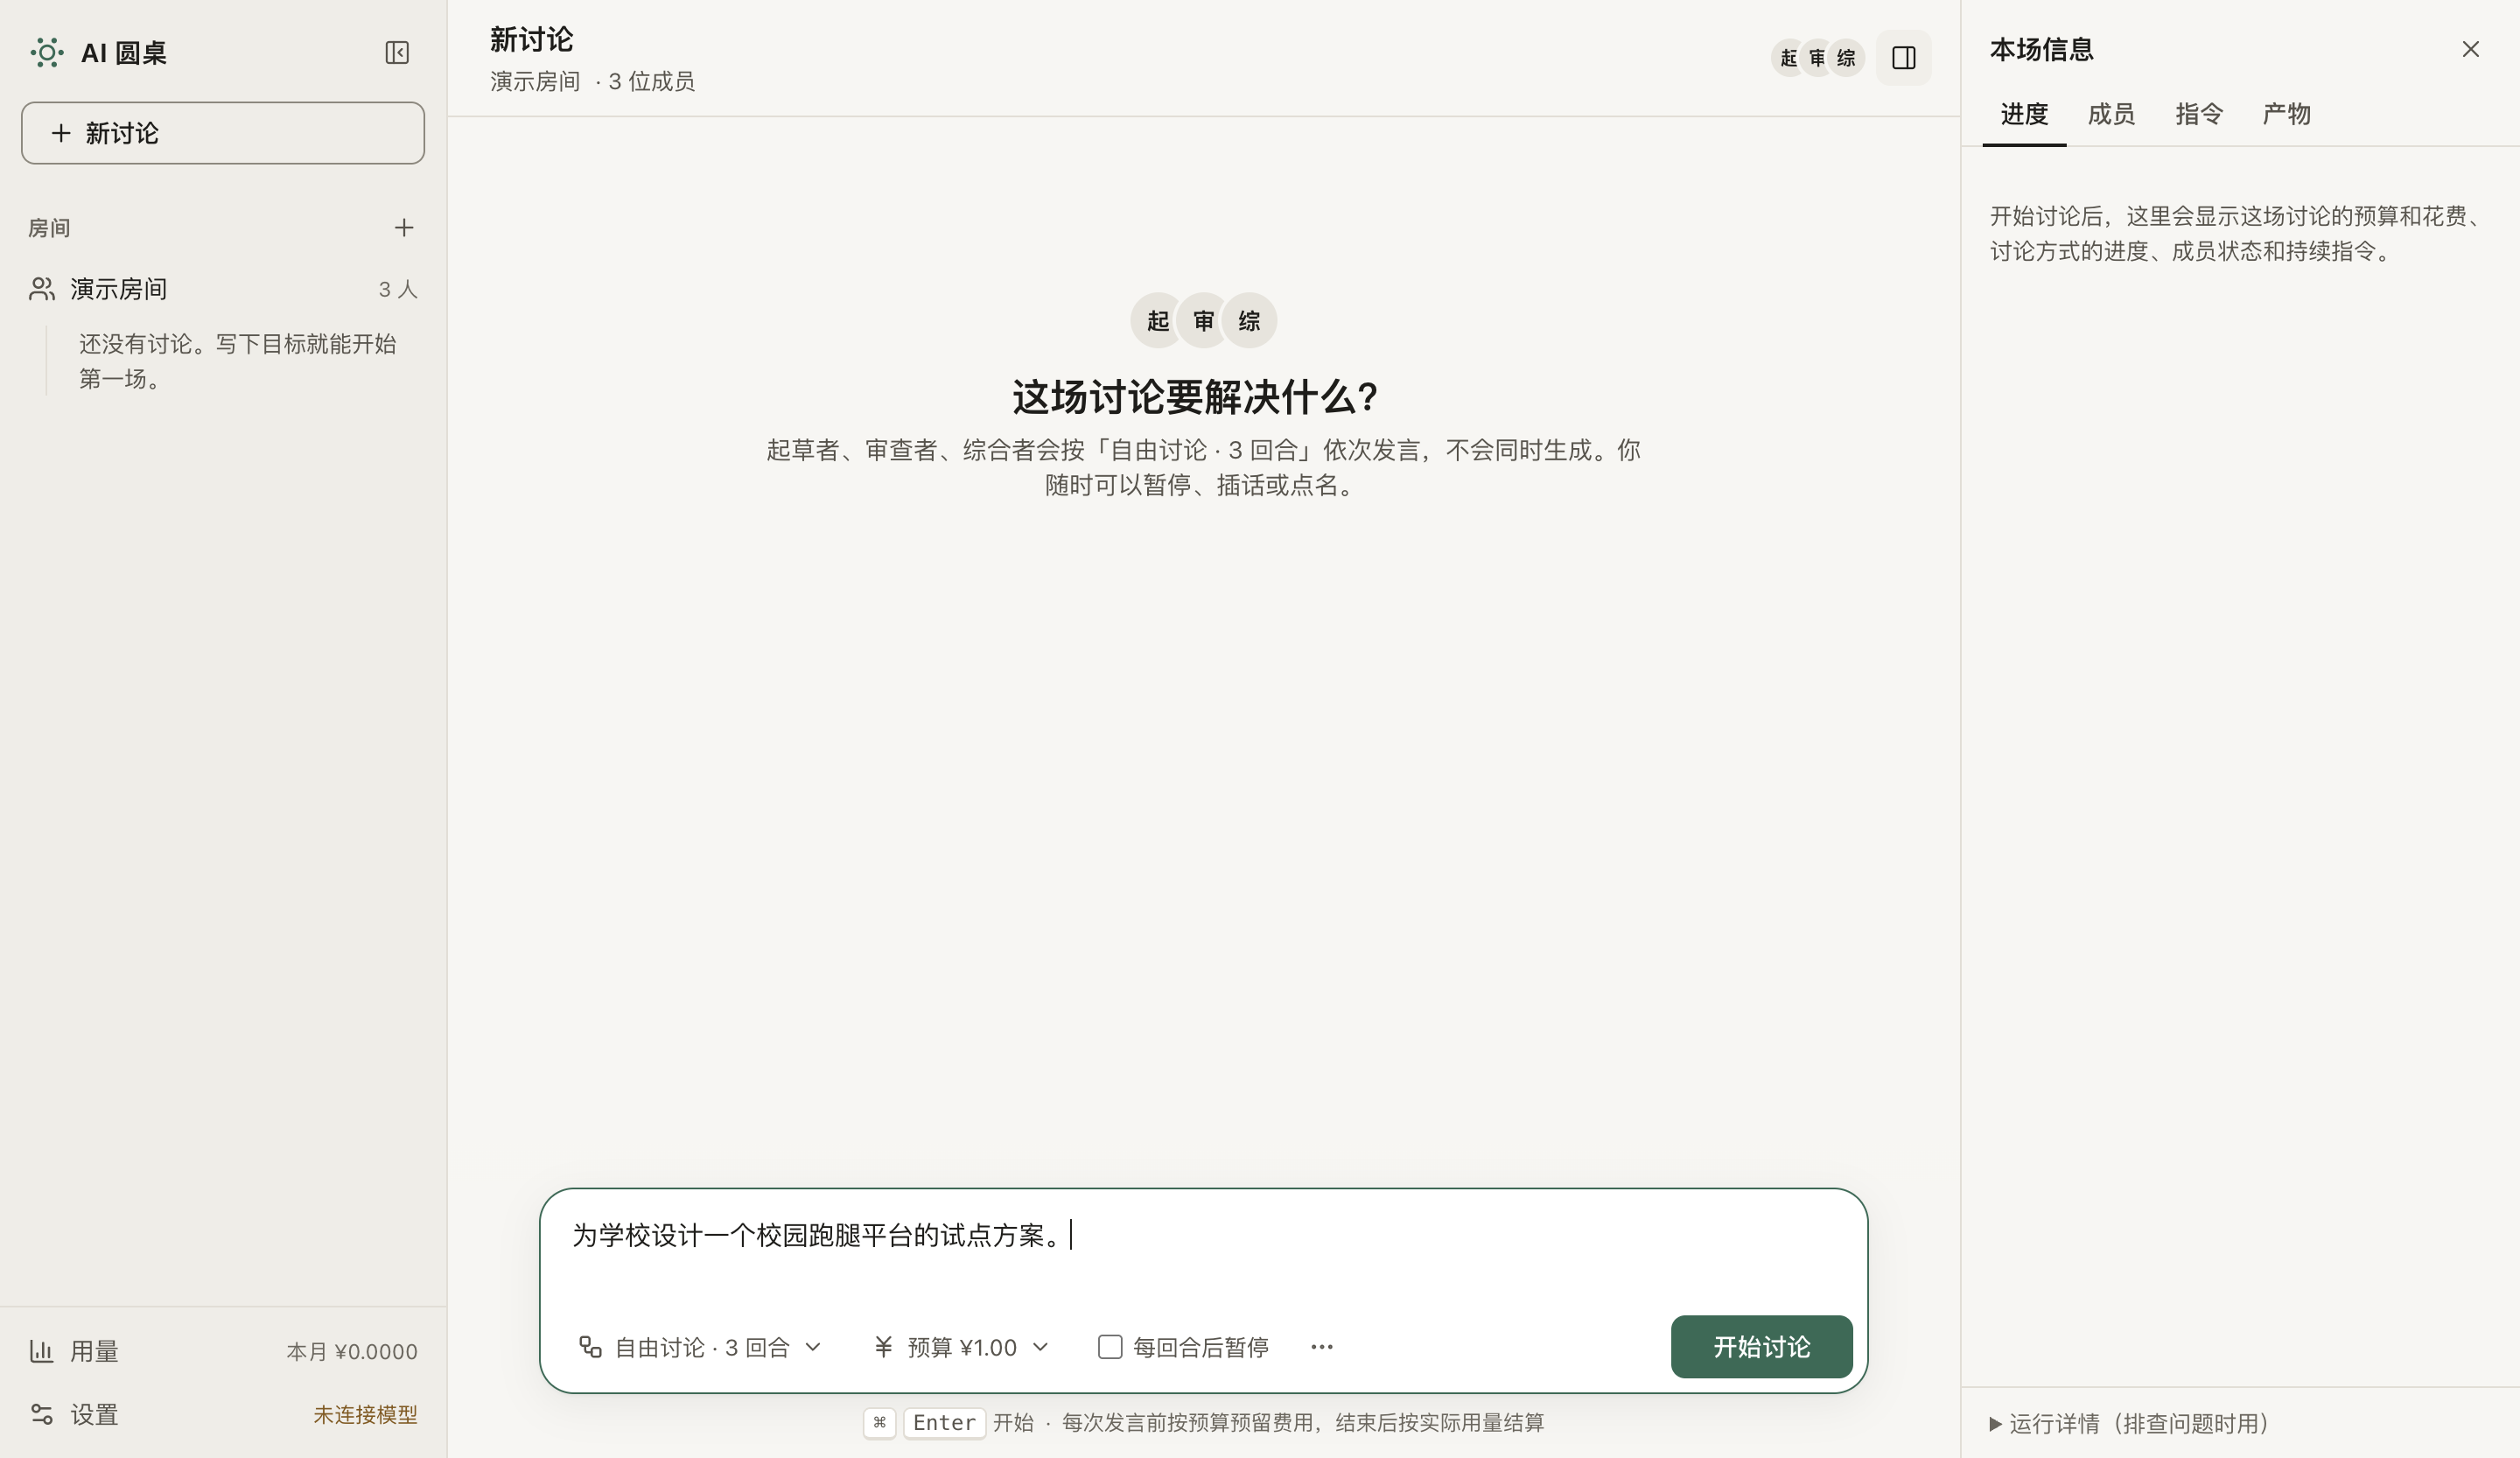 AI 圆桌
新讨论
房间
演示房间
3 人
还没有讨论。写下目标就能开始
第一场。
用量
本月 ¥0.0000
设置
未连接模型
新讨论
演示房间 · 3 位成员
起 审 综
起 审 综
这场讨论要解决什么?
起草者、审查者、综合者会按「自由讨论 · 3 回合」依次发言，不会同时生成。你
随时可以暂停、插话或点名。
为学校设计一个校园跑腿平台的试点方案。
自由讨论 · 3 回合
¥ 预算 ¥1.00
每回合后暂停
···
开始讨论
⌘ Enter 开始 · 每次发言前按预算预留费用，结束后按实际用量结算
本场信息
进度 成员 指令 产物
开始讨论后，这里会显示这场讨论的预算和花费、
讨论方式的进度、成员状态和持续指令。
运行详情（排查问题时用）